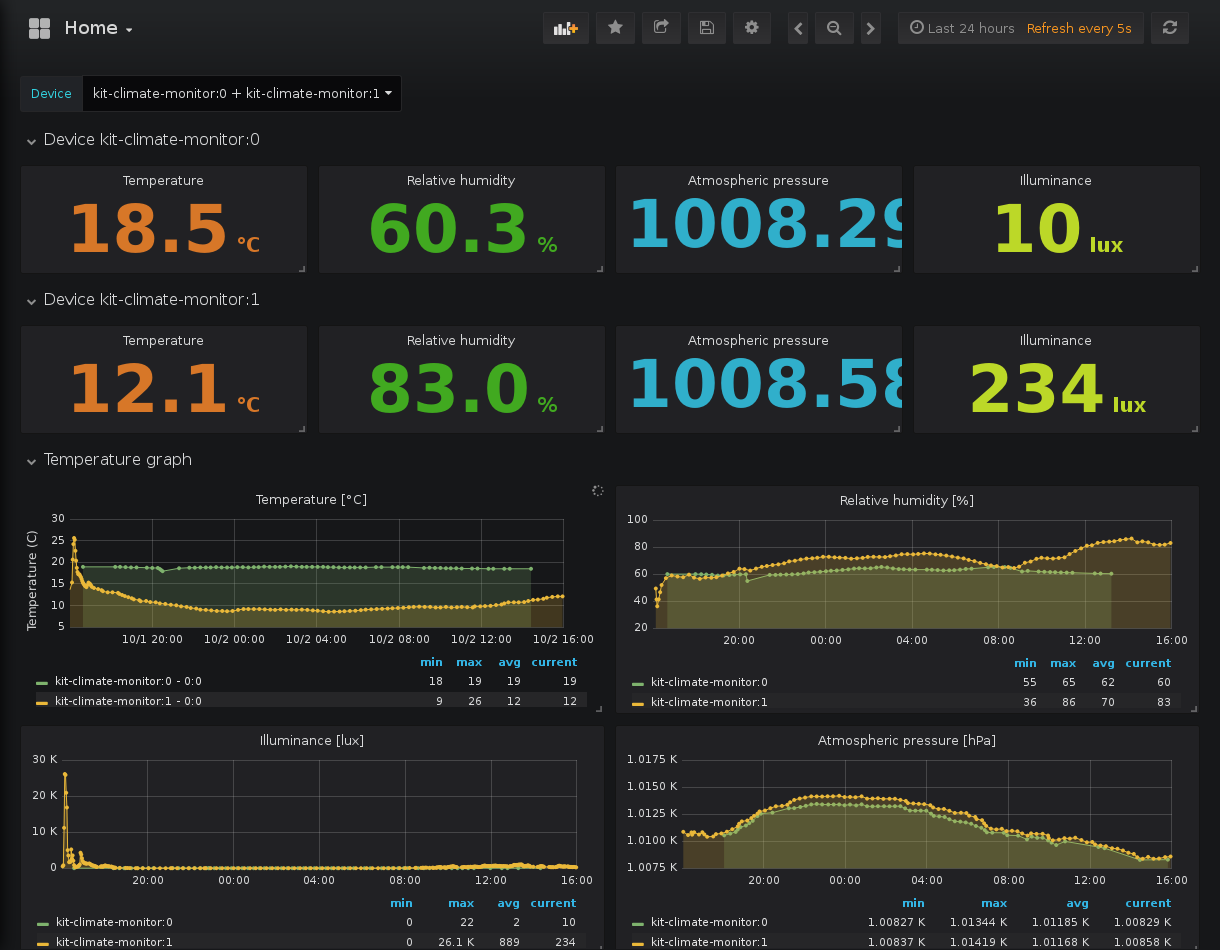 Home
Last 24 hours Refresh every 5s
Device kit-climate-monitor:0 + kit-climate-monitor:1
Device kit-climate-monitor:0
Temperature Relative humidity Atmospheric pressure Illuminance
18.5 °C 60.3 % 1008.29 10 lux
Device kit-climate-monitor:1
Temperature Relative humidity Atmospheric pressure Illuminance
12.1 °C 83.0 % 1008.58 234 lux
Temperature graph
Temperature [°C]
Temperature (C)
30
25
20
15
10
5
10/1 20:00 10/2 00:00 10/2 04:00 10/2 08:00 10/2 12:00 10/2 16:00
min max avg current
kit-climate-monitor:0 - 0:0 18 19 19 19
kit-climate-monitor:1 - 0:0 9 26 12 12
Relative humidity [%]
100
80
60
40
20
20:00 00:00 04:00 08:00 12:00 16:00
min max avg current
kit-climate-monitor:0 55 65 62 60
kit-climate-monitor:1 36 86 70 83
Illuminance [lux]
30 K
20 K
10 K
0
20:00 00:00 04:00 08:00 12:00 16:00
min max avg current
kit-climate-monitor:0 0 22 2 10
kit-climate-monitor:1 0 26.1 K 889 234
Atmospheric pressure [hPa]
1.0175 K
1.0150 K
1.0125 K
1.0100 K
1.0075 K
20:00 00:00 04:00 08:00 12:00 16:00
min max avg current
kit-climate-monitor:0 1.00827 K 1.01344 K 1.01185 K 1.00829 K
kit-climate-monitor:1 1.00837 K 1.01419 K 1.01168 K 1.00858 K